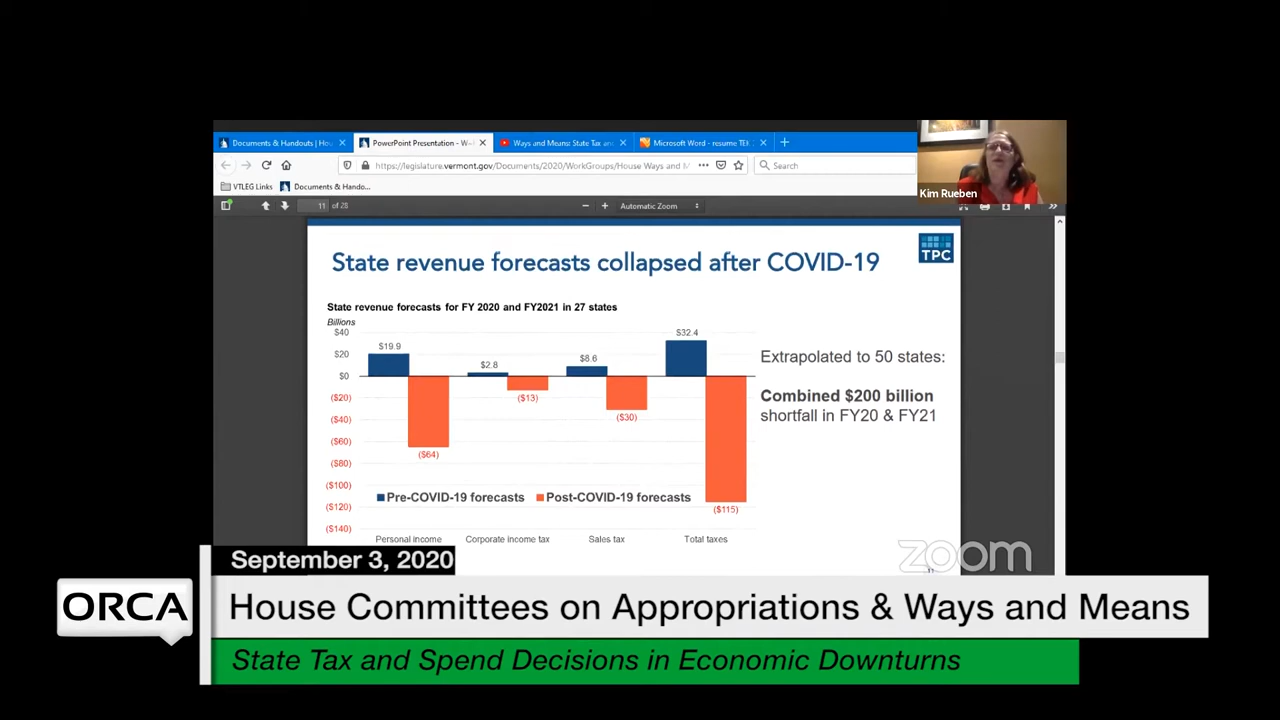 Documents & Handouts | Hou
PowerPoint Presentation - W
Ways and Means: State Tax an
Microsoft Word - resume TEC
https://legislature.vermont.gov/Documents/2020/WorkGroups/House Ways and M
Search
VTLEG Links
Documents & Hando...
Kim Rueben
11 of 28
Automatic Zoom
State revenue forecasts collapsed after COVID-19
TPC
State revenue forecasts for FY 2020 and FY2021 in 27 states
Billions
$40
$20
$0
($20)
($40)
($60)
($80)
($100)
($120)
($140)
$19.9
$2.8
$8.6
$32.4
($64)
($13)
($30)
($115)
Pre-COVID-19 forecasts
Post-COVID-19 forecasts
Personal income
Corporate income tax
Sales tax
Total taxes
Extrapolated to 50 states:
Combined $200 billion
shortfall in FY20 & FY21
zoom
September 3, 2020
ORCA
House Committees on Appropriations & Ways and Means
State Tax and Spend Decisions in Economic Downturns